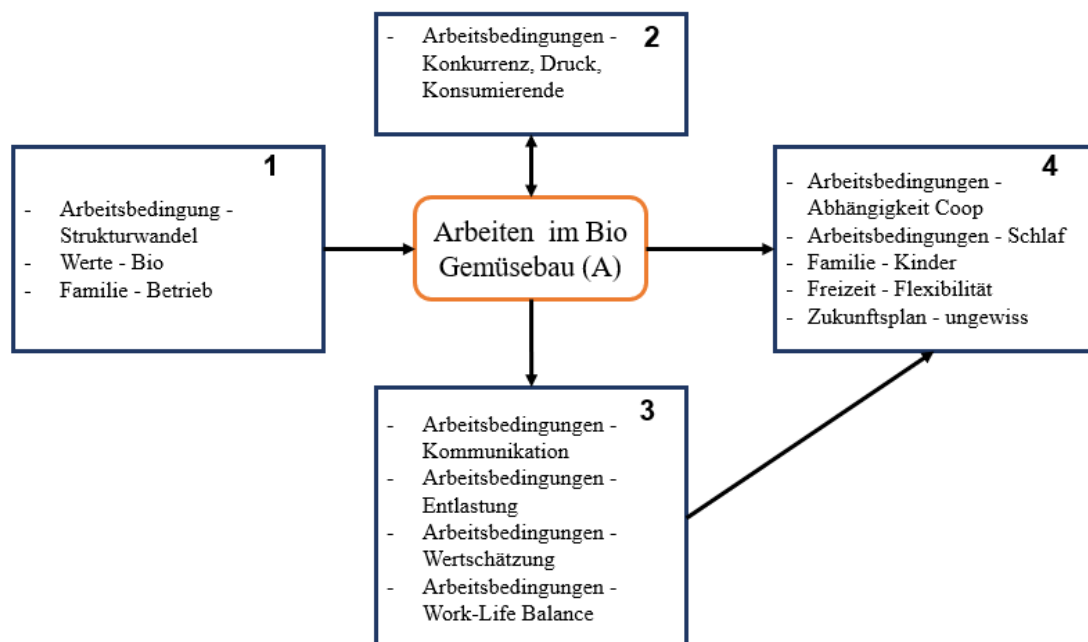 2
- Arbeitsbedingungen -
Konkurrenz, Druck,
Konsumierende
1
- Arbeitsbedingung -
Strukturwandel
- Werte - Bio
- Familie - Betrieb
Arbeiten im Bio
Gemüsebau (A)
4
- Arbeitsbedingungen -
Abhängigkeit Coop
- Arbeitsbedingungen - Schlaf
- Familie - Kinder
- Freizeit - Flexibilität
- Zukunftsplan - ungewiss
3
- Arbeitsbedingungen -
Kommunikation
- Arbeitsbedingungen -
Entlastung
- Arbeitsbedingungen -
Wertschätzung
- Arbeitsbedingungen -
Work-Life Balance